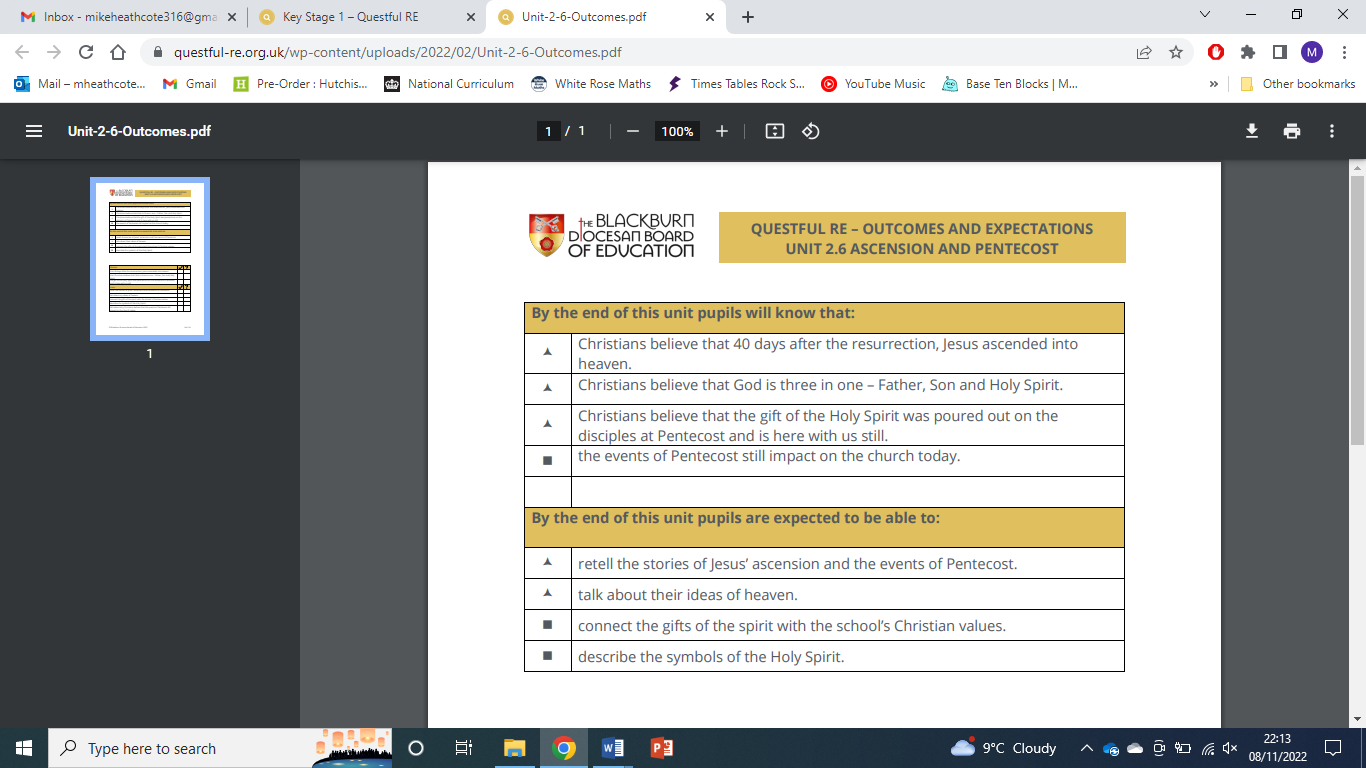 Inbox - mikeheathcote316@gma
Key Stage 1 – Questful RE
Unit-2-6-Outcomes.pdf
questful-re.org.uk/wp-content/uploads/2022/02/Unit-2-6-Outcomes.pdf
M
Mail – mheathcote...
Gmail
Pre-Order : Hutchis...
National Curriculum
White Rose Maths
Times Tables Rock S...
YouTube Music
Base Ten Blocks | M...
»
Other bookmarks
Unit-2-6-Outcomes.pdf
1 / 1
100%
1
THE BLACKBURN
DIOCESAN BOARD
OF EDUCATION
QUESTFUL RE – OUTCOMES AND EXPECTATIONS
UNIT 2.6 ASCENSION AND PENTECOST
By the end of this unit pupils will know that:
Christians believe that 40 days after the resurrection, Jesus ascended into
heaven.
Christians believe that God is three in one – Father, Son and Holy Spirit.
Christians believe that the gift of the Holy Spirit was poured out on the
disciples at Pentecost and is here with us still.
the events of Pentecost still impact on the church today.
By the end of this unit pupils are expected to be able to:
retell the stories of Jesus’ ascension and the events of Pentecost.
talk about their ideas of heaven.
connect the gifts of the spirit with the school’s Christian values.
describe the symbols of the Holy Spirit.
Type here to search
9°C Cloudy
22:13
08/11/2022